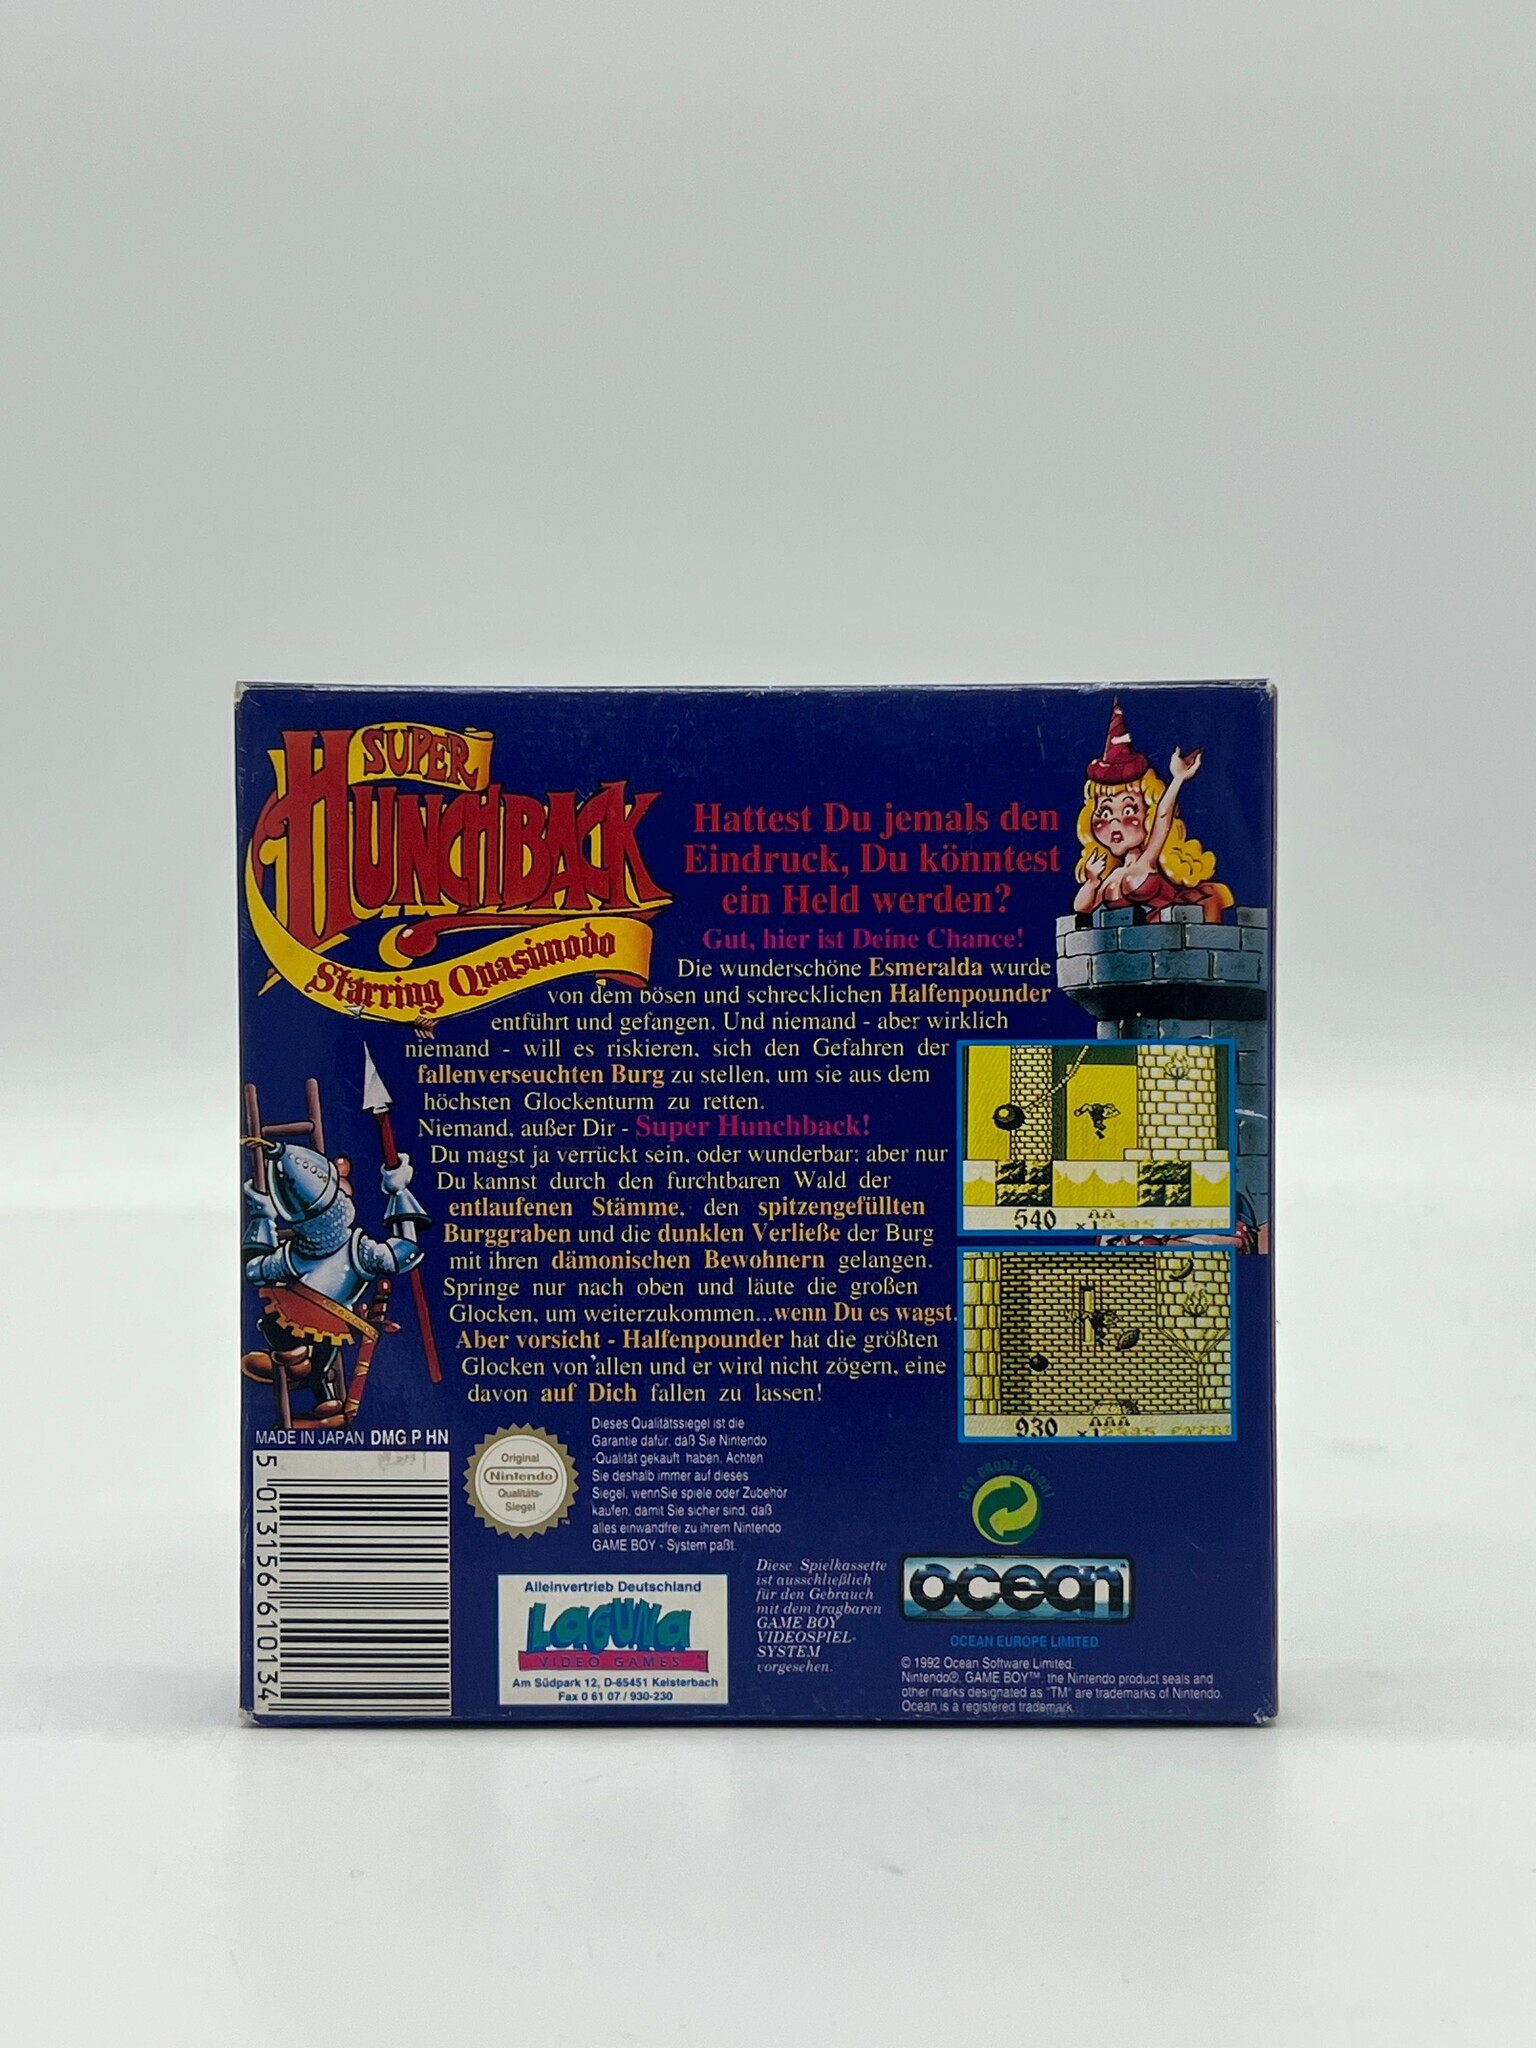 SUPER
HUNCHBACK
Starring Quasimodo
Hattest Du jemals den
Eindruck, Du könntest
ein Held werden?
Gut, hier ist Deine Chance!
Die wunderschöne Esmeralda wurde
von dem bösen und schrecklichen Halfenpounder
entführt und gefangen. Und niemand - aber wirklich
niemand - will es riskieren, sich den Gefahren der
fallenverseuchten Burg zu stellen, um sie aus dem
höchsten Glockenturm zu retten.
Niemand, außer Dir - Super Hunchback!
Du magst ja verrückt sein, oder wunderbar; aber nur
Du kannst durch den furchtbaren Wald der
entlaufenen Stämme, den spitzengefüllten
Burggraben und die dunklen Verließe der Burg
mit ihren dämonischen Bewohnern gelangen.
Springe nur nach oben und läute die großen
Glocken, um weiterzukommen...wenn Du es wagst.
Aber vorsicht - Halfenpounder hat die größten
Glocken von allen und er wird nicht zögern, eine
davon auf Dich fallen zu lassen!
540 x1
930 x1
MADE IN JAPAN DMG P HN
5 013156 610134
Original
Nintendo
Qualitäts-
Siegel
TM
Dieses Qualitätssiegel ist die
Garantie dafür, daß Sie Nintendo
-Qualität gekauft haben. Achten
Sie deshalb immer auf dieses
Siegel, wennSie spiele oder Zubehör
kaufen, damit Sie sicher sind, daß
alles einwandfrei zu ihrem Nintendo
GAME BOY - System paßt.
DER GRÜNE PUNKT
Alleinvertrieb Deutschland
Laguna
VIDEO GAMES
Am Südpark 12, D-65451 Kelsterbach
Fax 0 61 07 / 930-230
Diese Spielkassette
ist ausschließlich
für den Gebrauch
mit dem tragbaren
GAME BOY
VIDEOSPIEL-
SYSTEM
vorgesehen.
ocean
OCEAN EUROPE LIMITED
© 1992 Ocean Software Limited.
Nintendo®, GAME BOY™, the Nintendo product seals and
other marks designated as "TM" are trademarks of Nintendo.
Ocean is a registered trademark.